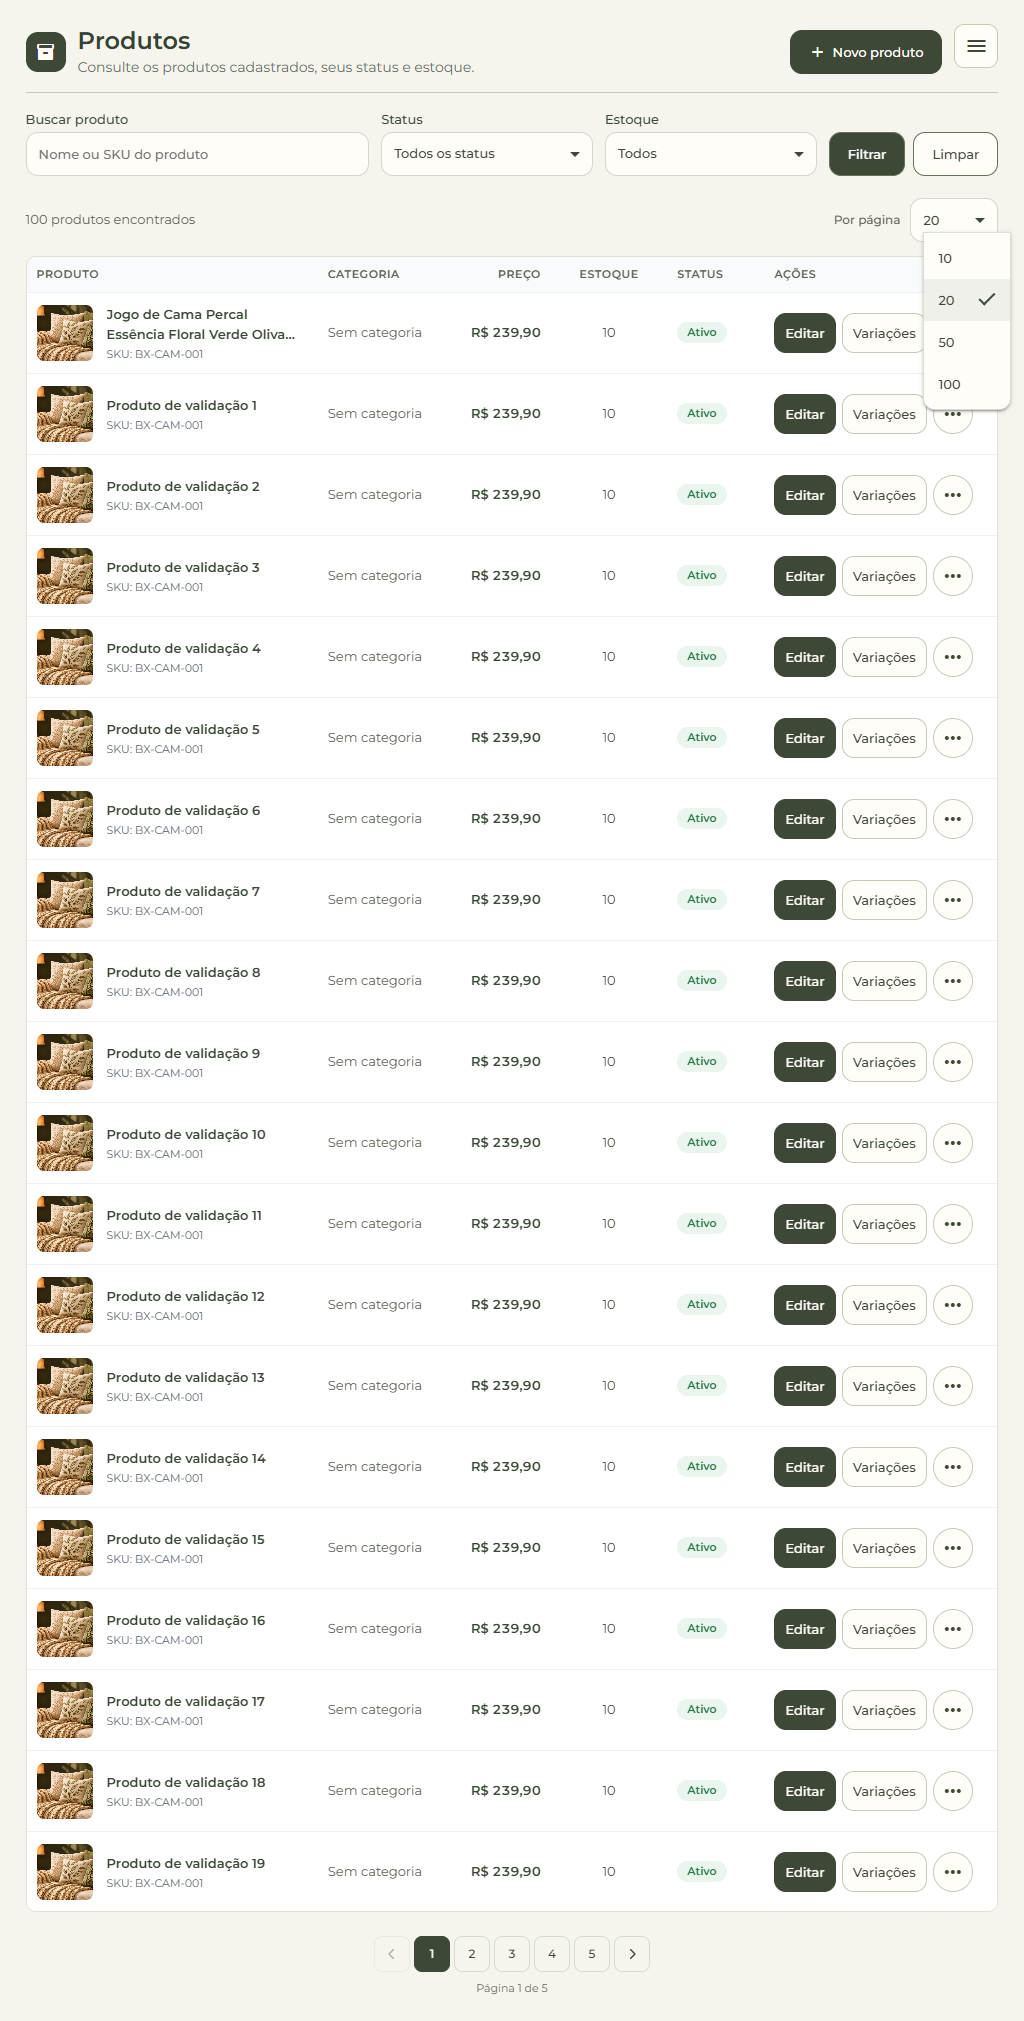 Produtos
Consulte os produtos cadastrados, seus status e estoque.
+ Novo produto
Buscar produto
Nome ou SKU do produto
Status
Todos os status
Estoque
Todos
Filtrar
Limpar
100 produtos encontrados
Por página
20
10
20
50
100
PRODUTO CATEGORIA PREÇO ESTOQUE STATUS AÇÕES
Jogo de Cama Percal
Essência Floral Verde Oliva...
SKU: BX-CAM-001
Sem categoria R$ 239,90 10 Ativo Editar Variações
Produto de validação 1
SKU: BX-CAM-001
Sem categoria R$ 239,90 10 Ativo Editar Variações
Produto de validação 2
SKU: BX-CAM-001
Sem categoria R$ 239,90 10 Ativo Editar Variações
Produto de validação 3
SKU: BX-CAM-001
Sem categoria R$ 239,90 10 Ativo Editar Variações
Produto de validação 4
SKU: BX-CAM-001
Sem categoria R$ 239,90 10 Ativo Editar Variações
Produto de validação 5
SKU: BX-CAM-001
Sem categoria R$ 239,90 10 Ativo Editar Variações
Produto de validação 6
SKU: BX-CAM-001
Sem categoria R$ 239,90 10 Ativo Editar Variações
Produto de validação 7
SKU: BX-CAM-001
Sem categoria R$ 239,90 10 Ativo Editar Variações
Produto de validação 8
SKU: BX-CAM-001
Sem categoria R$ 239,90 10 Ativo Editar Variações
Produto de validação 9
SKU: BX-CAM-001
Sem categoria R$ 239,90 10 Ativo Editar Variações
Produto de validação 10
SKU: BX-CAM-001
Sem categoria R$ 239,90 10 Ativo Editar Variações
Produto de validação 11
SKU: BX-CAM-001
Sem categoria R$ 239,90 10 Ativo Editar Variações
Produto de validação 12
SKU: BX-CAM-001
Sem categoria R$ 239,90 10 Ativo Editar Variações
Produto de validação 13
SKU: BX-CAM-001
Sem categoria R$ 239,90 10 Ativo Editar Variações
Produto de validação 14
SKU: BX-CAM-001
Sem categoria R$ 239,90 10 Ativo Editar Variações
Produto de validação 15
SKU: BX-CAM-001
Sem categoria R$ 239,90 10 Ativo Editar Variações
Produto de validação 16
SKU: BX-CAM-001
Sem categoria R$ 239,90 10 Ativo Editar Variações
Produto de validação 17
SKU: BX-CAM-001
Sem categoria R$ 239,90 10 Ativo Editar Variações
Produto de validação 18
SKU: BX-CAM-001
Sem categoria R$ 239,90 10 Ativo Editar Variações
Produto de validação 19
SKU: BX-CAM-001
Sem categoria R$ 239,90 10 Ativo Editar Variações
1 2 3 4 5
Página 1 de 5